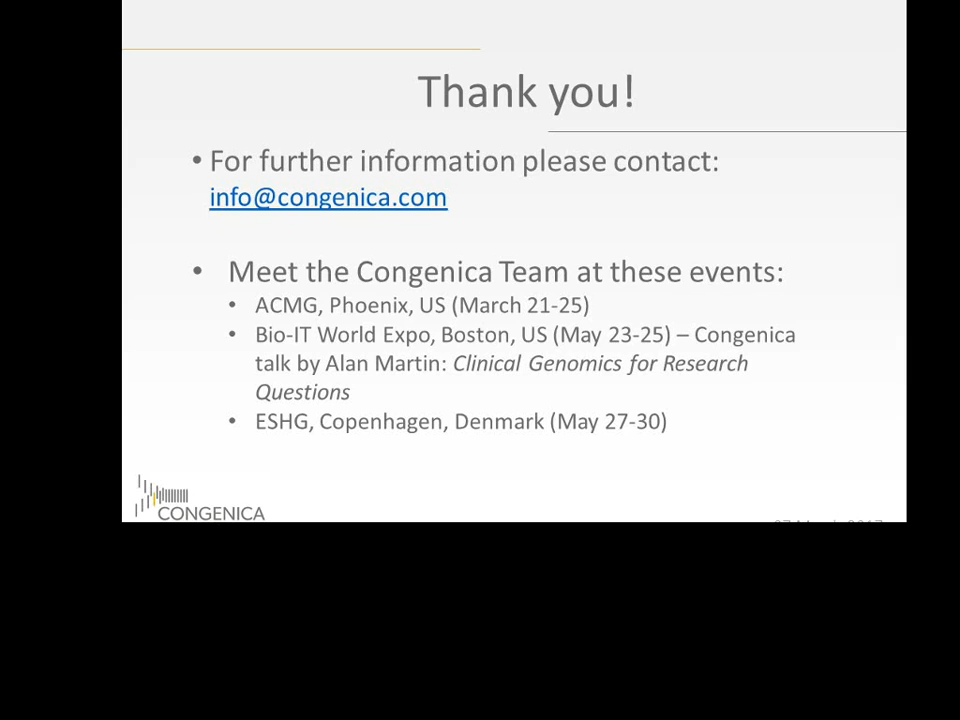 Thank you!
• For further information please contact:
info@congenica.com
• Meet the Congenica Team at these events:
• ACMG, Phoenix, US (March 21-25)
• Bio-IT World Expo, Boston, US (May 23-25) – Congenica
talk by Alan Martin: Clinical Genomics for Research
Questions
• ESHG, Copenhagen, Denmark (May 27-30)
CONGENICA